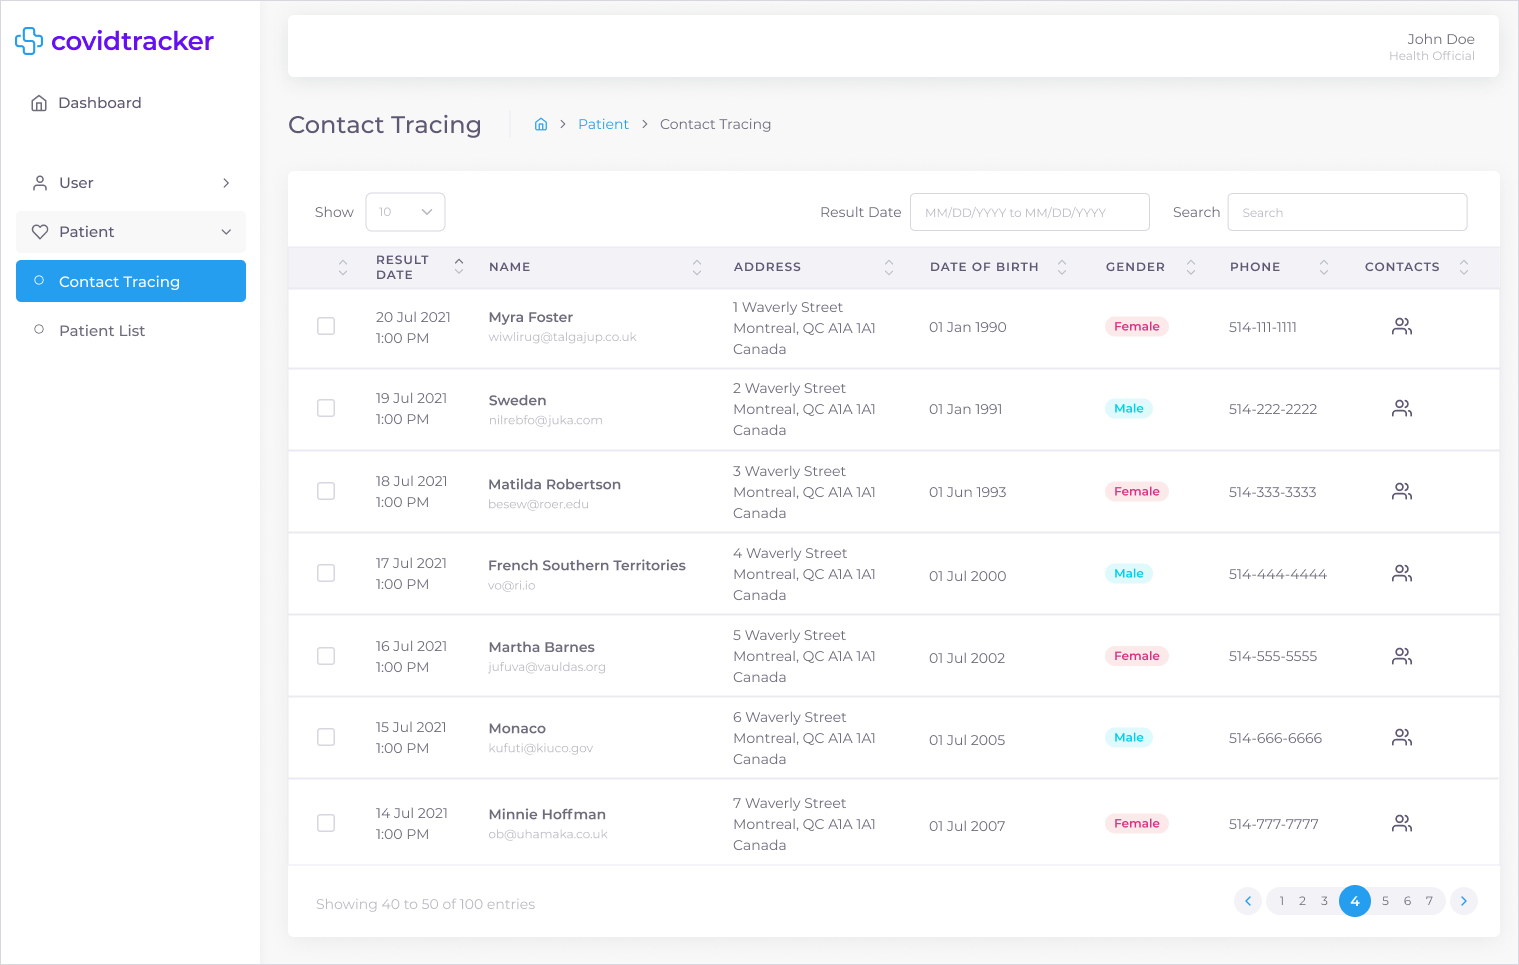 covidtracker
Dashboard
User
Patient
Contact Tracing
Patient List
John Doe
Health Official
Contact Tracing
Patient
Contact Tracing
Show 10 Result Date MM/DD/YYYY to MM/DD/YYYY Search Search
RESULT
DATE
NAME
ADDRESS
DATE OF BIRTH
GENDER
PHONE
CONTACTS
20 Jul 2021
1:00 PM
Myra Foster
wiwlirug@talgajup.co.uk
1 Waverly Street
Montreal, QC A1A 1A1
Canada
01 Jan 1990
Female
514-111-1111
19 Jul 2021
1:00 PM
Sweden
nilrebfo@juka.com
2 Waverly Street
Montreal, QC A1A 1A1
Canada
01 Jan 1991
Male
514-222-2222
18 Jul 2021
1:00 PM
Matilda Robertson
besew@roer.edu
3 Waverly Street
Montreal, QC A1A 1A1
Canada
01 Jun 1993
Female
514-333-3333
17 Jul 2021
1:00 PM
French Southern Territories
vo@ri.io
4 Waverly Street
Montreal, QC A1A 1A1
Canada
01 Jul 2000
Male
514-444-4444
16 Jul 2021
1:00 PM
Martha Barnes
jufuva@vauldas.org
5 Waverly Street
Montreal, QC A1A 1A1
Canada
01 Jul 2002
Female
514-555-5555
15 Jul 2021
1:00 PM
Monaco
kufuti@kiuco.gov
6 Waverly Street
Montreal, QC A1A 1A1
Canada
01 Jul 2005
Male
514-666-6666
14 Jul 2021
1:00 PM
Minnie Hoffman
ob@uhamaka.co.uk
7 Waverly Street
Montreal, QC A1A 1A1
Canada
01 Jul 2007
Female
514-777-7777
Showing 40 to 50 of 100 entries
1 2 3 4 5 6 7